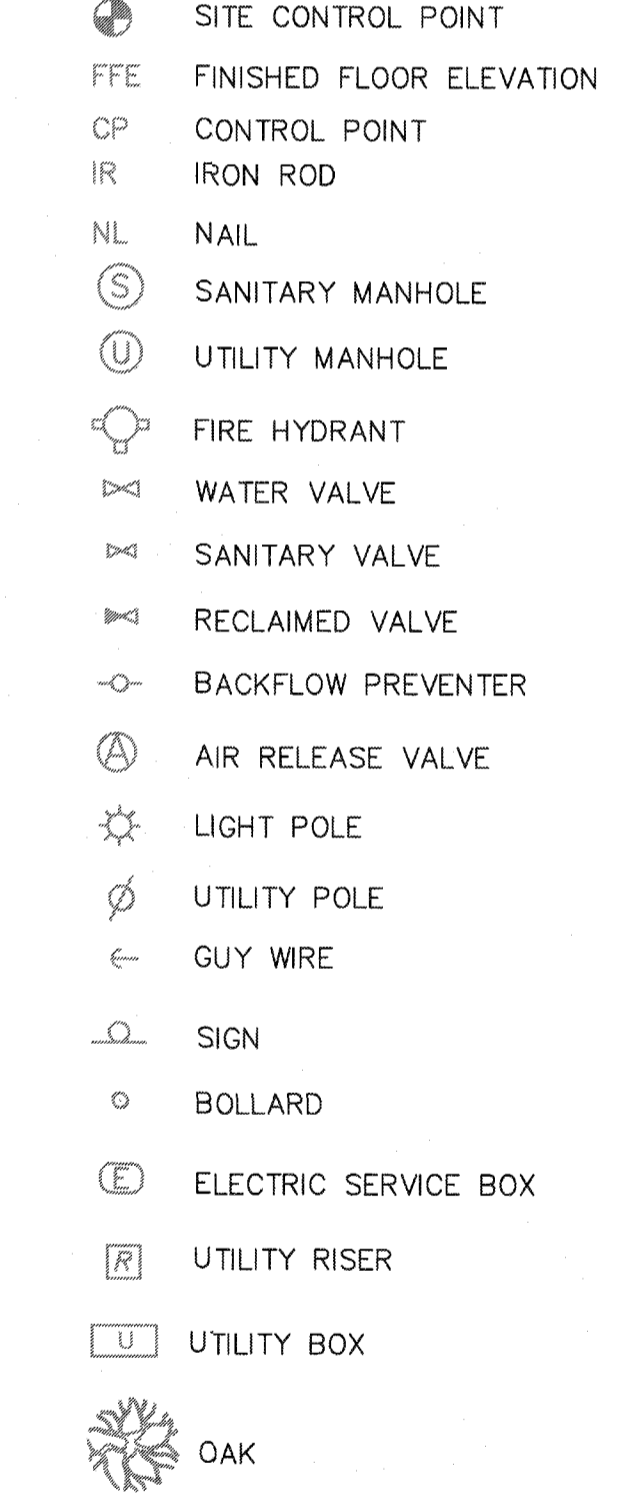 SITE CONTROL POINT
FFE FINISHED FLOOR ELEVATION
CP CONTROL POINT
IR IRON ROD
NL NAIL
S SANITARY MANHOLE
U UTILITY MANHOLE
FIRE HYDRANT
WATER VALVE
SANITARY VALVE
RECLAIMED VALVE
BACKFLOW PREVENTER
A AIR RELEASE VALVE
LIGHT POLE
UTILITY POLE
GUY WIRE
SIGN
BOLLARD
E ELECTRIC SERVICE BOX
R UTILITY RISER
U UTILITY BOX
OAK